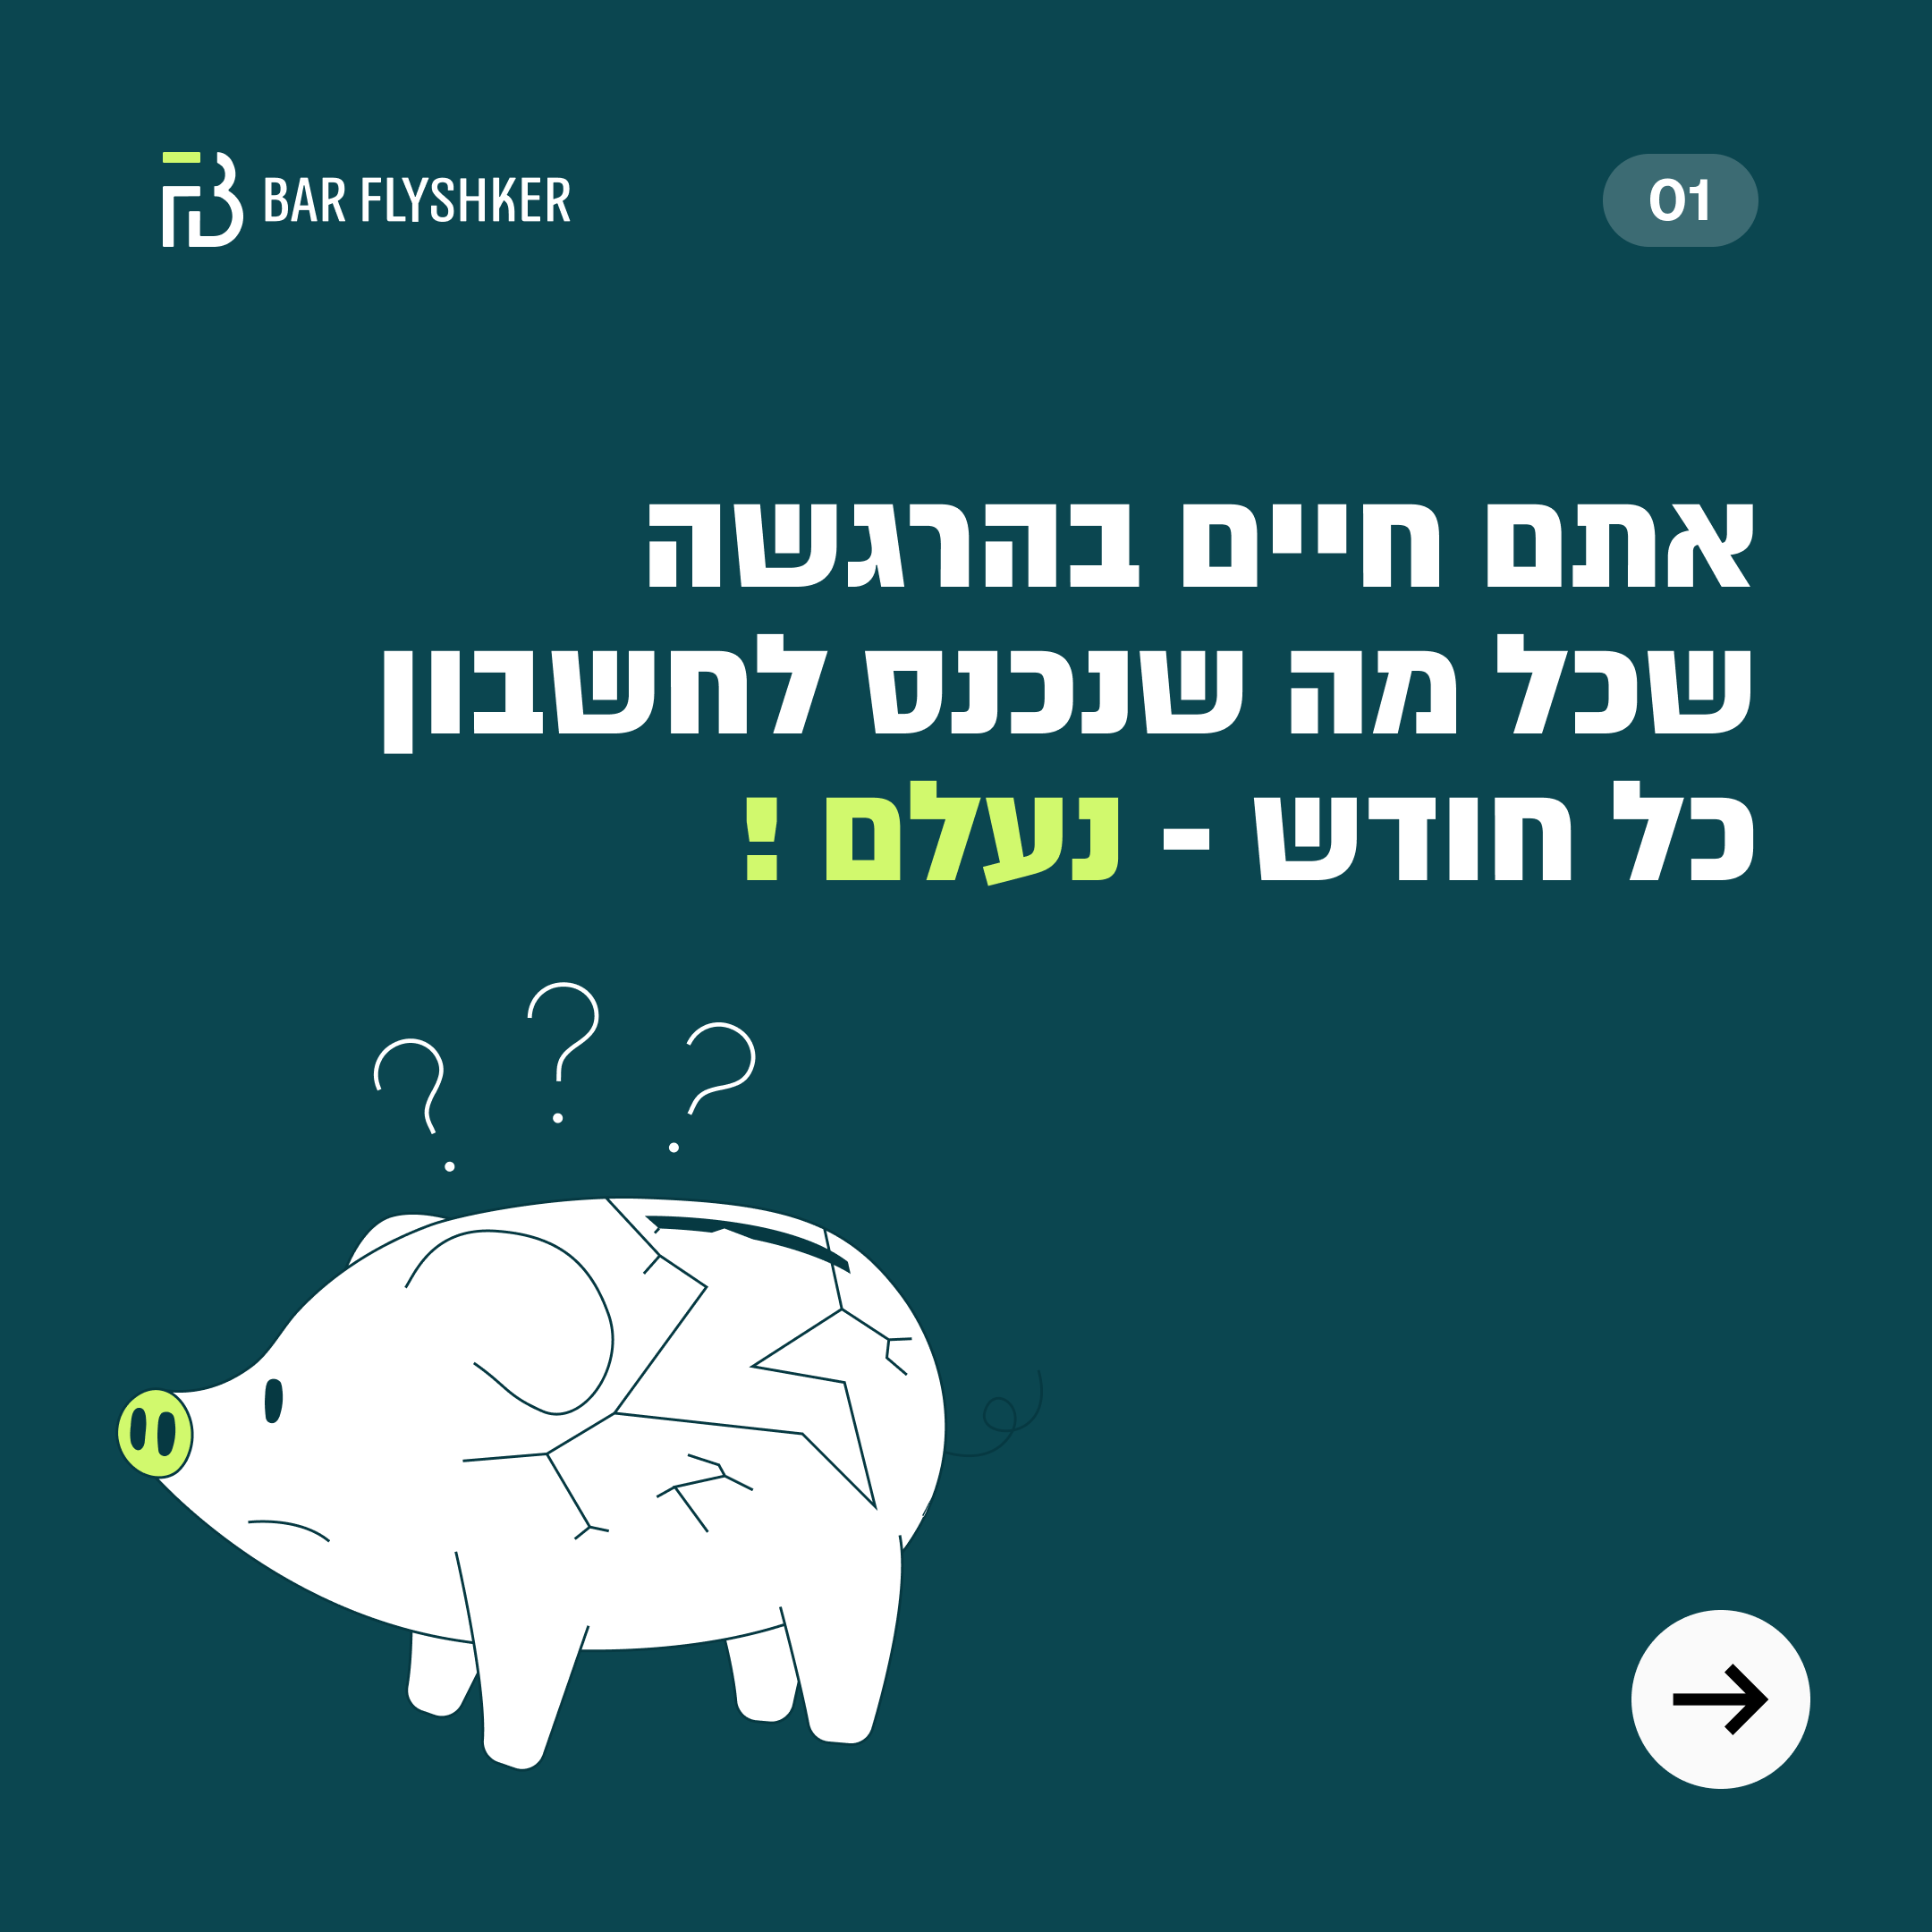 BAR FLYSHKER
01
אתם חיים בהרגשה
שכל מה שנכנס לחשבון
כל חודש - נעלם !
? ? ?